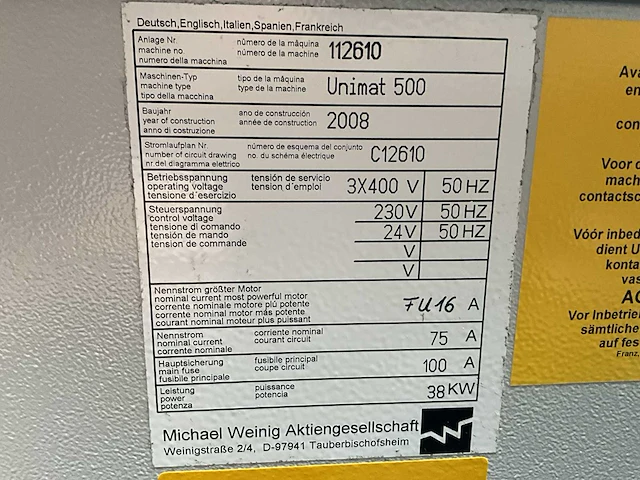 Deutsch,Englisch,Italien,Spanien,Frankreich
Anlage Nr.
machine no
numero della macchina
número de la máquina
numéro de la machine
112610
Maschinen-Typ
machine type
tipo della macchina
tipo de la máquina
type de la machine
Unimat 500
Baujahr
year of construction
anno di costruzione
ano de construcción
année de construction
2008
Stromlaufplan Nr.
number of circuit drawing
nr del diagramma elettrico
número de esquema del conjunto
no. du schéma électrique
C12610
Betriebsspannung
operating voltage
tensione d'esercizio
tensión de servicio
tension d'emploi
3X400 V 50 HZ
Steuerspannung
control voltage
tensione di comando
tensión de mando
tension de commande
230V 50 HZ
24V 50 HZ
V
V
Nennstrom größter Motor
nominal current most powerful motor
corrente nominale motore più potente
corriente nominal motor más potente
courant nominal moteur plus puissant
FU16 A
Nennstrom
nominal current
corrente nominale
corriente nominal
courant circuit
75 A
Hauptsicherung
main fuse
fusibile principale
fusibile principal
coupe circuit
100 A
Leistung
power
potenza
puissance
potencia
38 KW
Michael Weinig Aktiengesellschaft
Weinigstraße 2/4, D-97941 Tauberbischofsheim
Ava
en
con
Voor d
mach
contactsc
Vóór inbed
dient U
konta
vas
AC
Vor Inbetrie
sämtliche
auf fes
Franz.